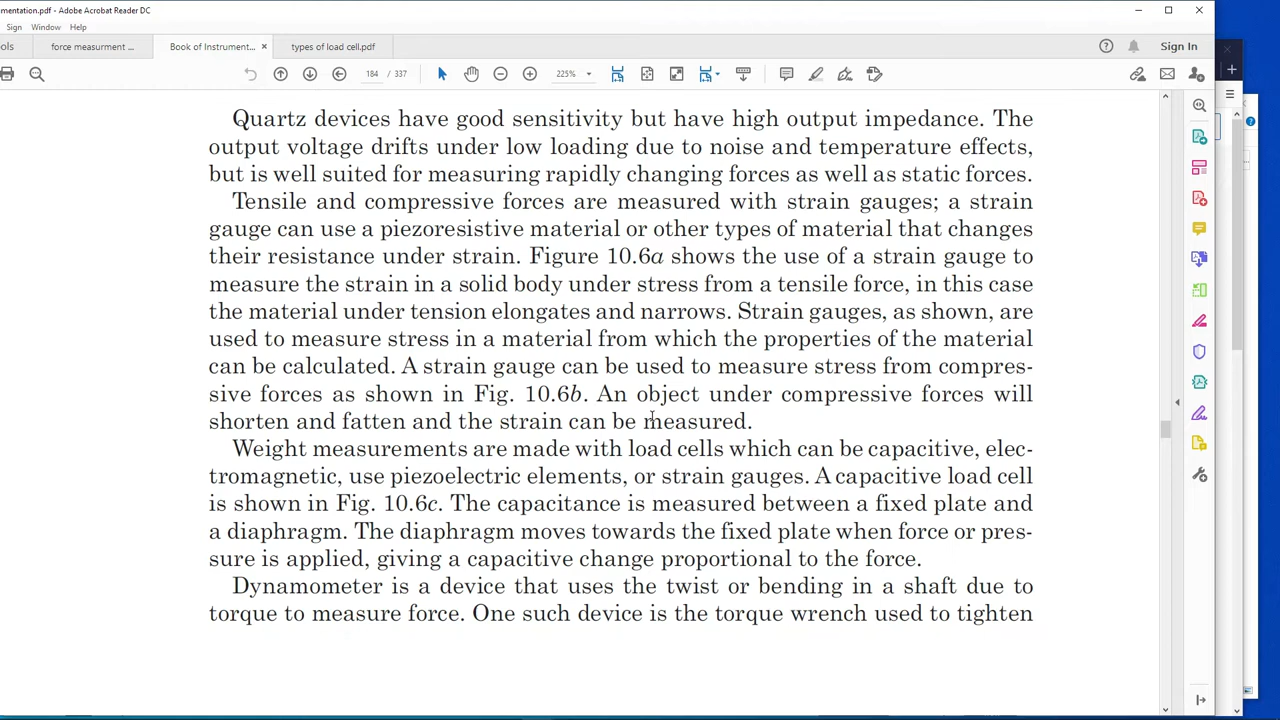 mentation.pdf - Adobe Acrobat Reader DC
Sign Window Help
ols force measurment ... Book of Instrument... × types of load cell.pdf Sign In
184 / 337 225%
Quartz devices have good sensitivity but have high output impedance. The
output voltage drifts under low loading due to noise and temperature effects,
but is well suited for measuring rapidly changing forces as well as static forces.
Tensile and compressive forces are measured with strain gauges; a strain
gauge can use a piezoresistive material or other types of material that changes
their resistance under strain. Figure 10.6a shows the use of a strain gauge to
measure the strain in a solid body under stress from a tensile force, in this case
the material under tension elongates and narrows. Strain gauges, as shown, are
used to measure stress in a material from which the properties of the material
can be calculated. A strain gauge can be used to measure stress from compres-
sive forces as shown in Fig. 10.6b. An object under compressive forces will
shorten and fatten and the strain can be measured.
Weight measurements are made with load cells which can be capacitive, elec-
tromagnetic, use piezoelectric elements, or strain gauges. A capacitive load cell
is shown in Fig. 10.6c. The capacitance is measured between a fixed plate and
a diaphragm. The diaphragm moves towards the fixed plate when force or pres-
sure is applied, giving a capacitive change proportional to the force.
Dynamometer is a device that uses the twist or bending in a shaft due to
torque to measure force. One such device is the torque wrench used to tighten